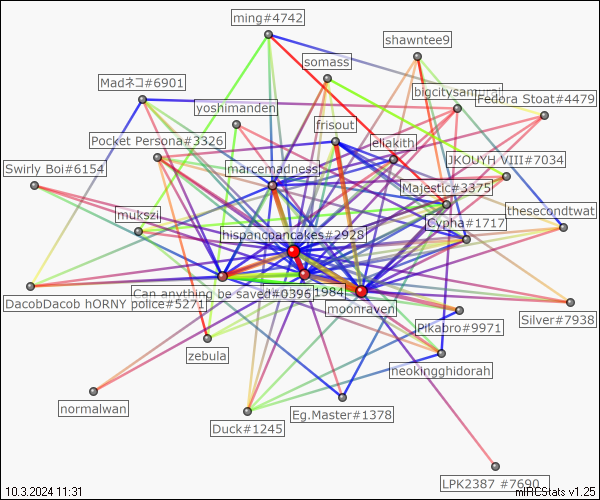 ming#4742
shawntee9
somass
Madネコ#6901
bigcitysamurai
Fedora Stoat#4479
yoshimanden
frisout
Pocket Persona#3326
eliakith
JKOUYH VIII#7034
Swirly Boi#6154
marcemadness
Majestic#3375
mukszi
thesecondtwat
Cypha#1717
hispancpancakes#2928
Can anything be saved#0396
1984
DacobDacob hORNY police#5271
moonraven
Silver#7938
Pikabro#9971
zebula
neokingghidorah
normalwan
Eg.Master#1378
Duck#1245
LPK2387 #7690
10.3.2024 11:31
mIRCStats v1.25